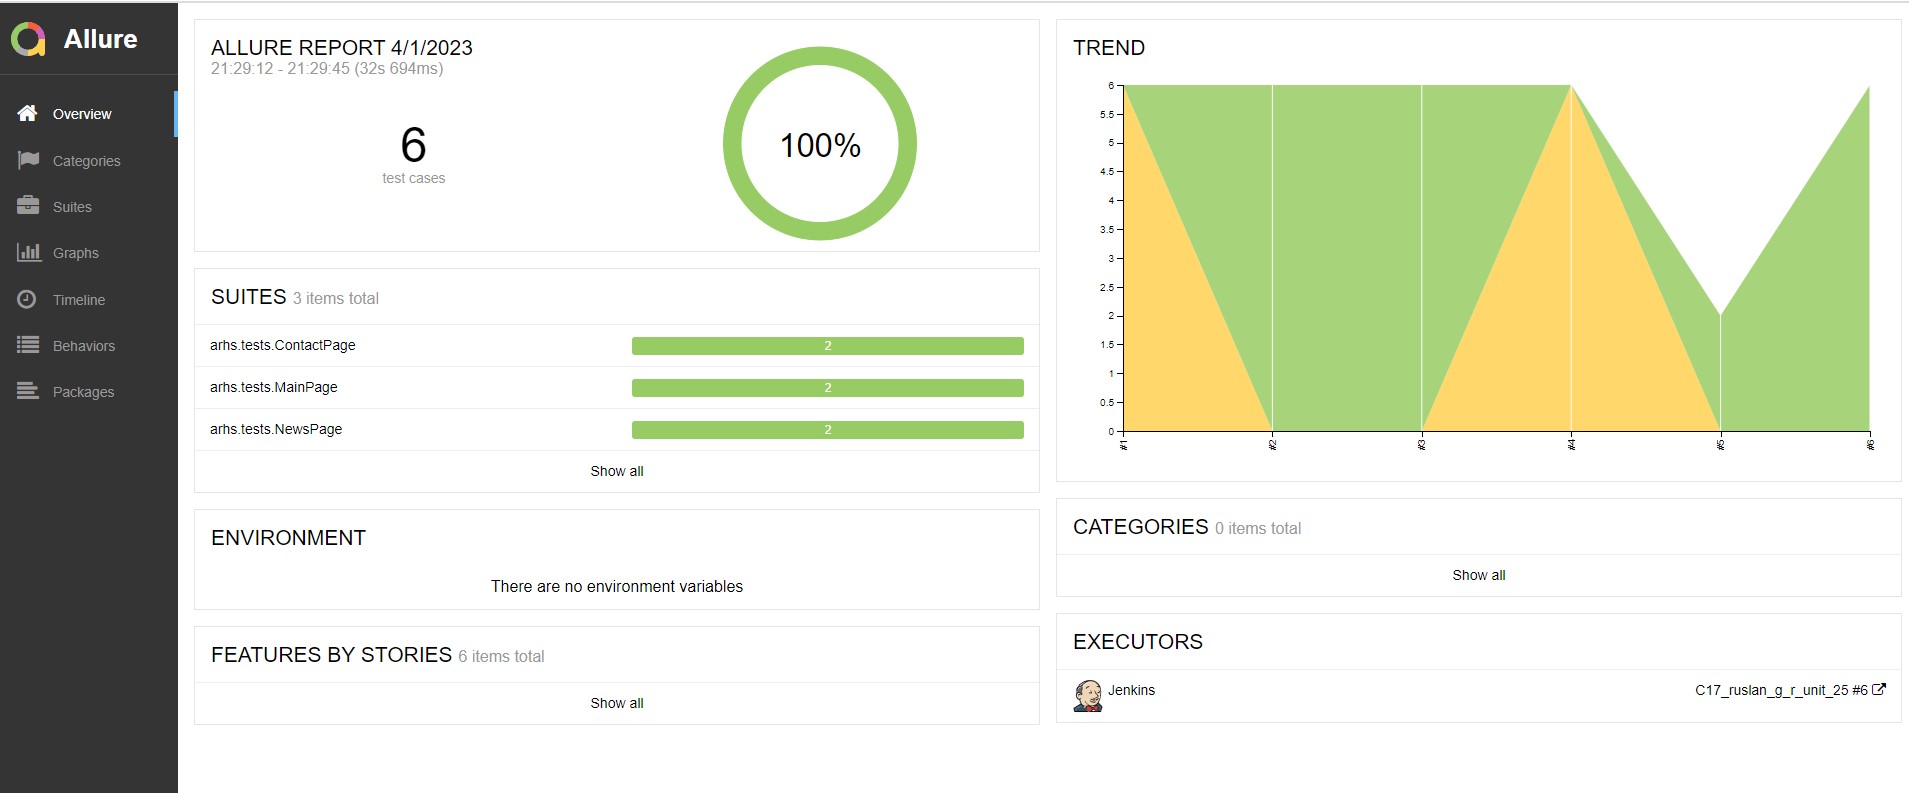 Allure
Overview
Categories
Suites
Graphs
Timeline
Behaviors
Packages
ALLURE REPORT 4/1/2023
21:29:12 - 21:29:45 (32s 694ms)
6
test cases
100%
SUITES 3 items total
arhs.tests.ContactPage 2
arhs.tests.MainPage 2
arhs.tests.NewsPage 2
Show all
ENVIRONMENT
There are no environment variables
FEATURES BY STORIES 6 items total
Show all
TREND
6
5.5
5
4.5
4
3.5
3
2.5
2
1.5
1
0.5
0
#1
#2
#3
#4
#5
#6
CATEGORIES 0 items total
Show all
EXECUTORS
Jenkins C17_ruslan_g_r_unit_25 #6